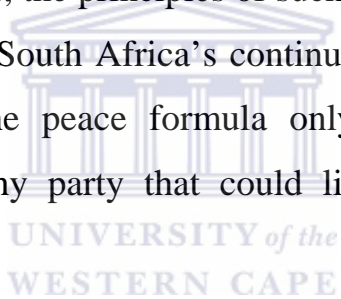 , the principles of such
South Africa's continu
ne peace formula only
ny party that could li
UNIVERSITY of the
WESTERN CAPE